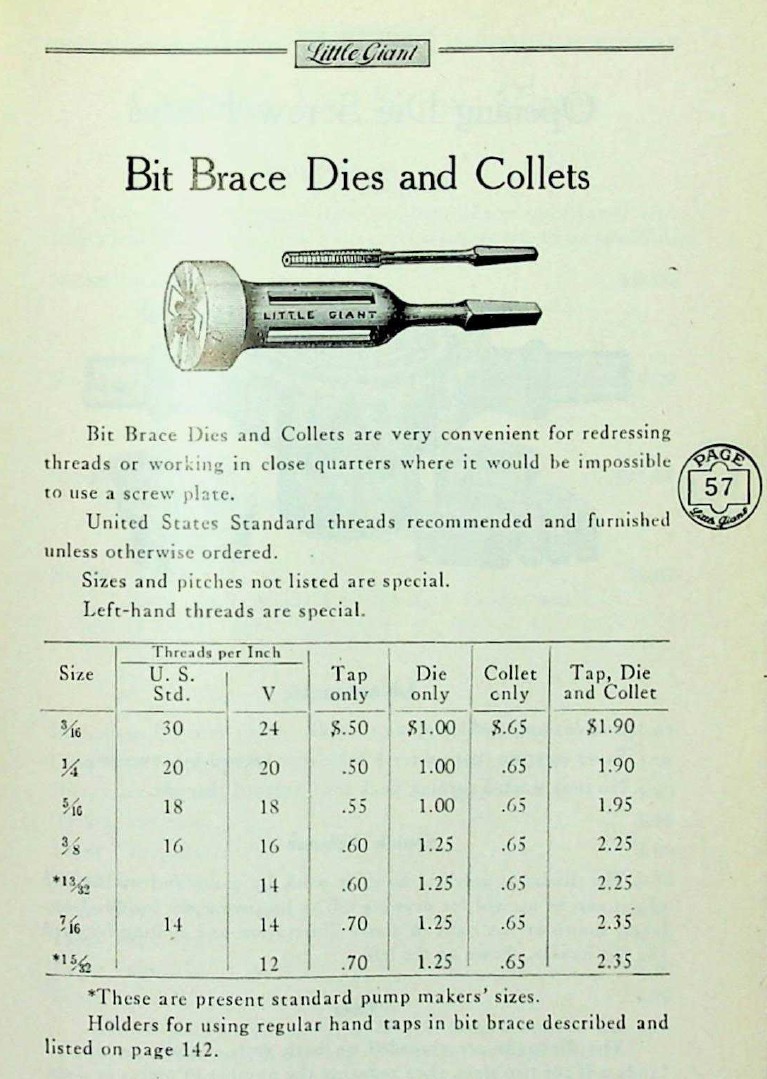 Little Giant
Bit Brace Dies and Collets
LITTLE GIANT
Bit Brace Dies and Collets are very convenient for redressing
threads or working in close quarters where it would be impossible
to use a screw plate.
PAGE
57
Little Giant
United States Standard threads recommended and furnished
unless otherwise ordered.
Sizes and pitches not listed are special.
Left-hand threads are special.
Size Threads per Inch Tap only Die only Collet only Tap, Die and Collet
U. S. Std. V
3/16 30 24 $.50 $1.00 $.65 $1.90
1/4 20 20 .50 1.00 .65 1.90
5/16 18 18 .55 1.00 .65 1.95
3/8 16 16 .60 1.25 .65 2.25
*13/32 14 .60 1.25 .65 2.25
7/16 14 14 .70 1.25 .65 2.35
*15/32 12 .70 1.25 .65 2.35
*These are present standard pump makers' sizes.
Holders for using regular hand taps in bit brace described and
listed on page 142.